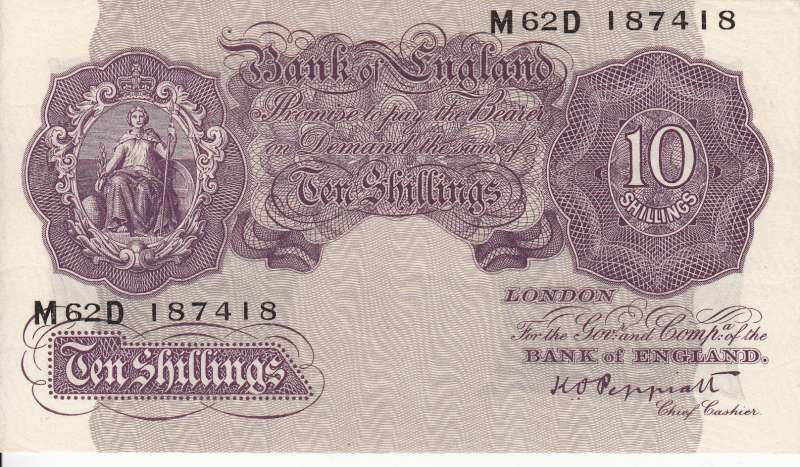 M62D 187418
Bank of England
Promise to pay the Bearer
on Demand the sum of
Ten Shillings
10
SHILLINGS
M62D 187418
Ten Shillings
LONDON
For the Govr. and Compa. of the
BANK of ENGLAND.
K O Peppiatt
Chief Cashier.